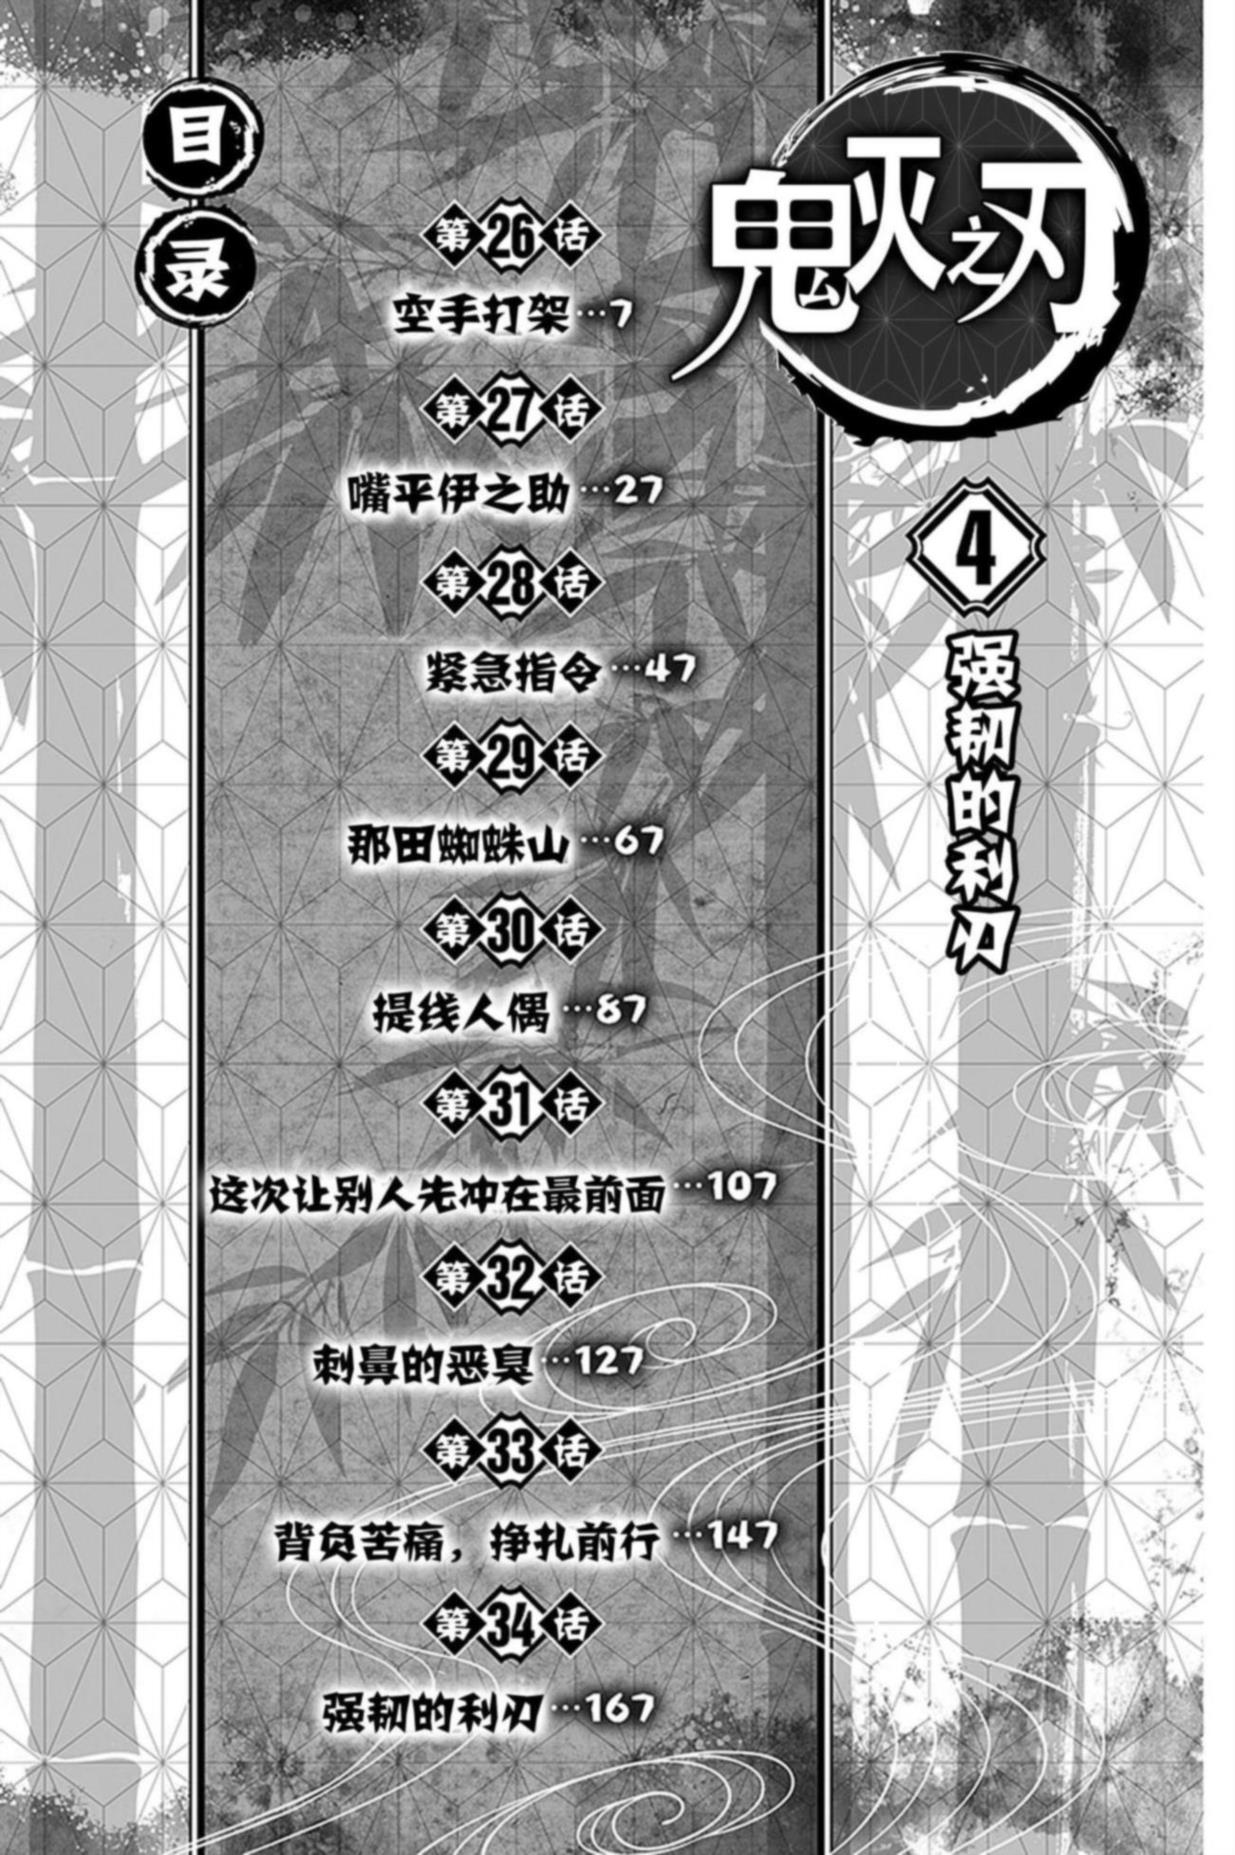 鬼灭之刃
4
强韧的利刃
目录
第26话
空手打架…7
第27话
嘴平伊之助…27
第28话
紧急指令…47
第29话
那田蜘蛛山…67
第30话
提线人偶…87
第31话
这次让别人先冲在最前面…107
第32话
刺鼻的恶臭…127
第33话
背负苦痛，挣扎前行…147
第34话
强韧的利刃…167